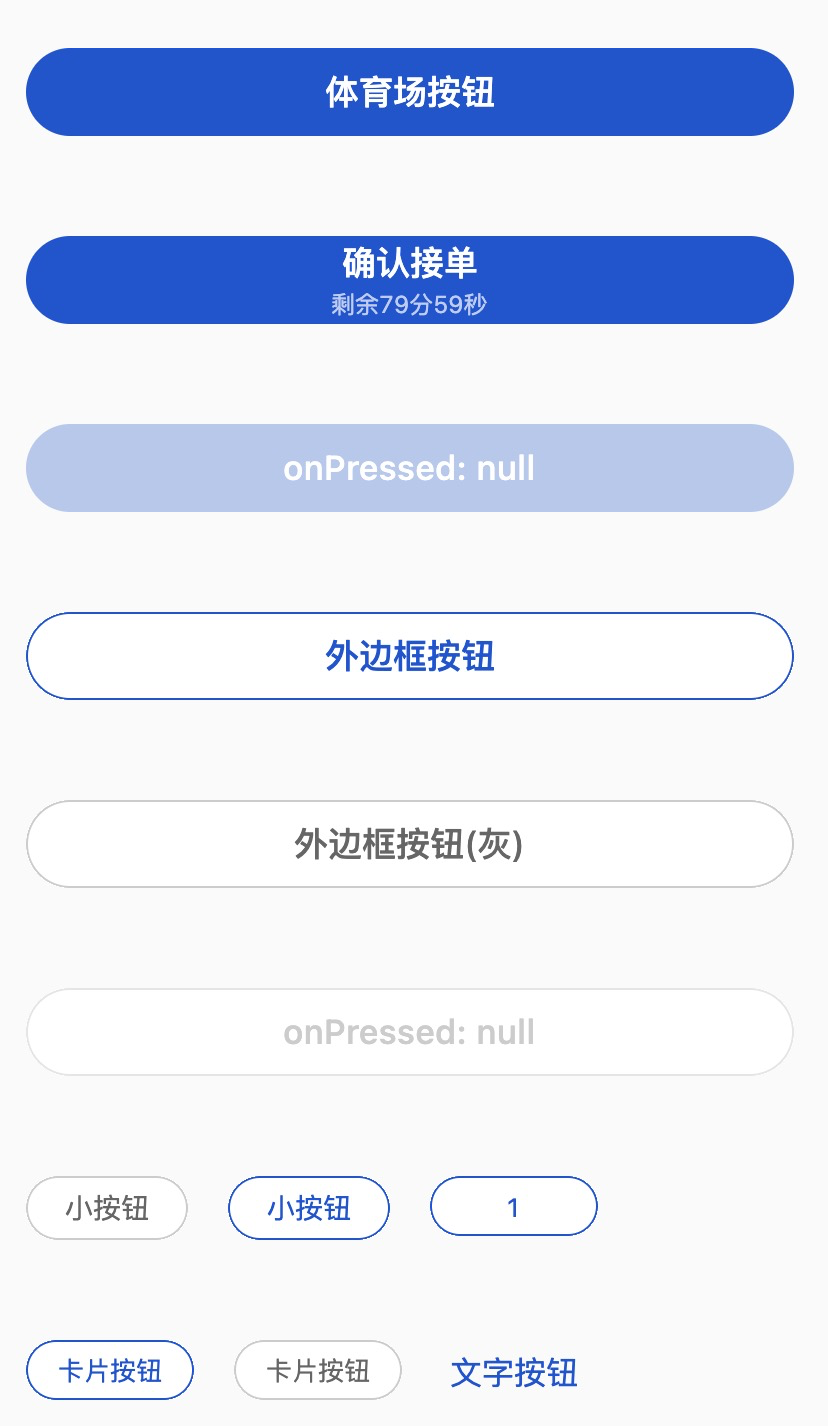 体育场按钮
确认接单
剩余79分59秒
onPressed: null
外边框按钮
外边框按钮(灰)
onPressed: null
小按钮 小按钮 1
卡片按钮 卡片按钮 文字按钮